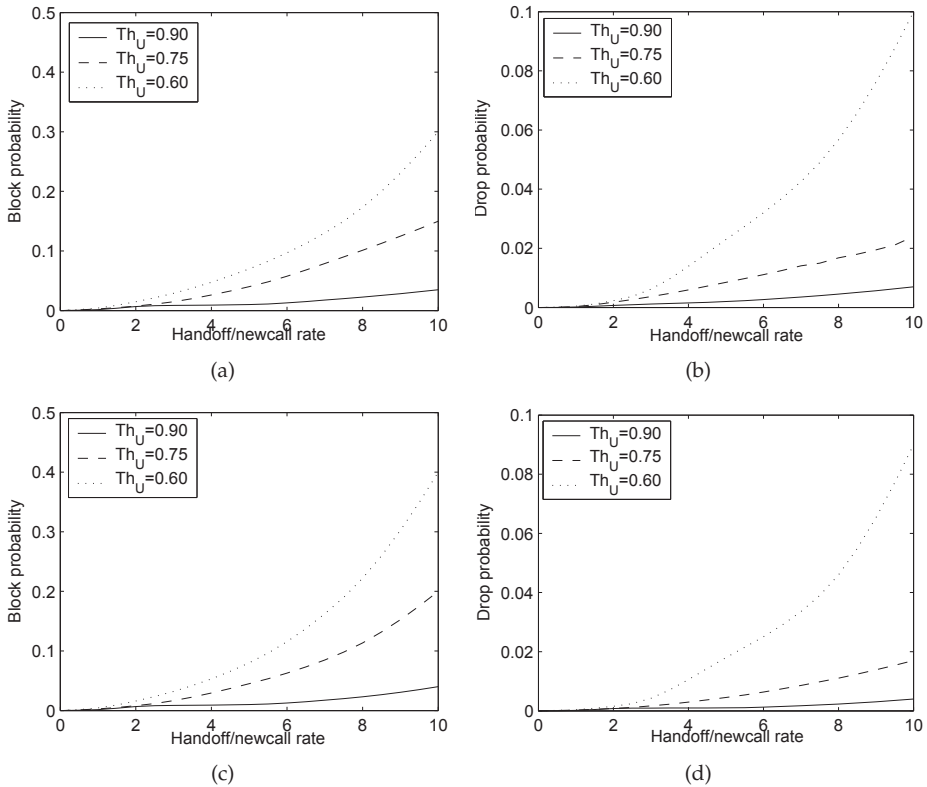 0.5
0.4
0.3
0.2
0.1
0
Block probability
Th_U=0.90
Th_U=0.75
Th_U=0.60
0 2 4 6 8 10
Handoff/newcall rate
(a)
0.1
0.08
0.06
0.04
0.02
0
Drop probability
Th_U=0.90
Th_U=0.75
Th_U=0.60
0 2 4 6 8 10
Handoff/newcall rate
(b)
0.5
0.4
0.3
0.2
0.1
0
Block probability
Th_U=0.90
Th_U=0.75
Th_U=0.60
0 2 4 6 8 10
Handoff/newcall rate
(c)
0.1
0.08
0.06
0.04
0.02
0
Drop probability
Th_U=0.90
Th_U=0.75
Th_U=0.60
0 2 4 6 8 10
Handoff/newcall rate
(d)